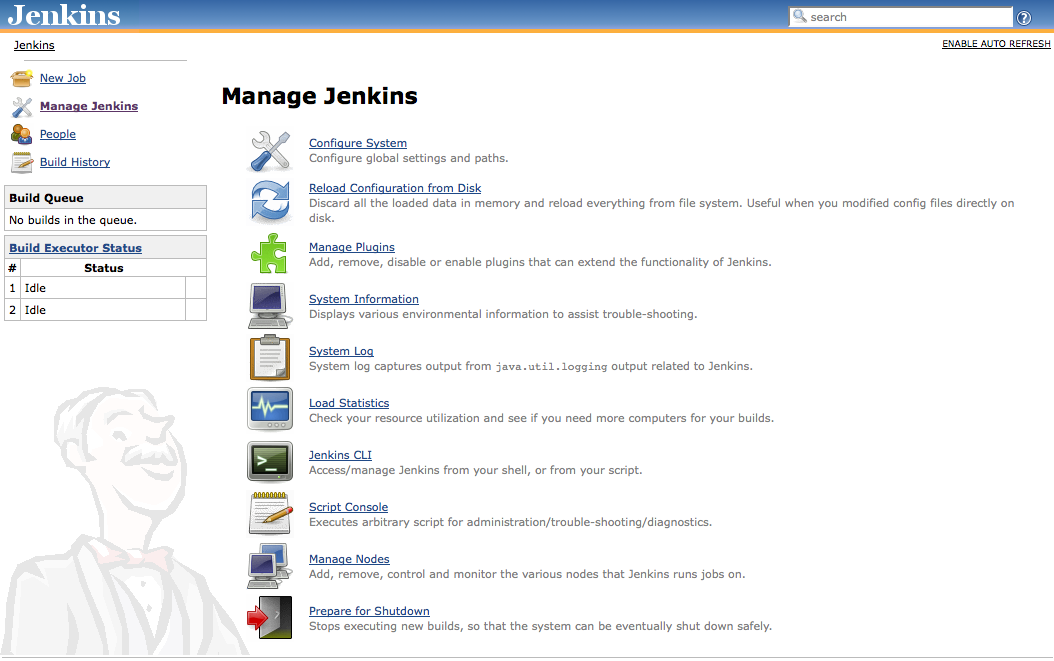 Jenkins
search
Jenkins
ENABLE AUTO REFRESH
New Job
Manage Jenkins
People
Build History
Build Queue
No builds in the queue.
Build Executor Status
# Status
1 Idle
2 Idle
Manage Jenkins
Configure System
Configure global settings and paths.
Reload Configuration from Disk
Discard all the loaded data in memory and reload everything from file system. Useful when you modified config files directly on
disk.
Manage Plugins
Add, remove, disable or enable plugins that can extend the functionality of Jenkins.
System Information
Displays various environmental information to assist trouble-shooting.
System Log
System log captures output from java.util.logging output related to Jenkins.
Load Statistics
Check your resource utilization and see if you need more computers for your builds.
Jenkins CLI
Access/manage Jenkins from your shell, or from your script.
Script Console
Executes arbitrary script for administration/trouble-shooting/diagnostics.
Manage Nodes
Add, remove, control and monitor the various nodes that Jenkins runs jobs on.
Prepare for Shutdown
Stops executing new builds, so that the system can be eventually shut down safely.